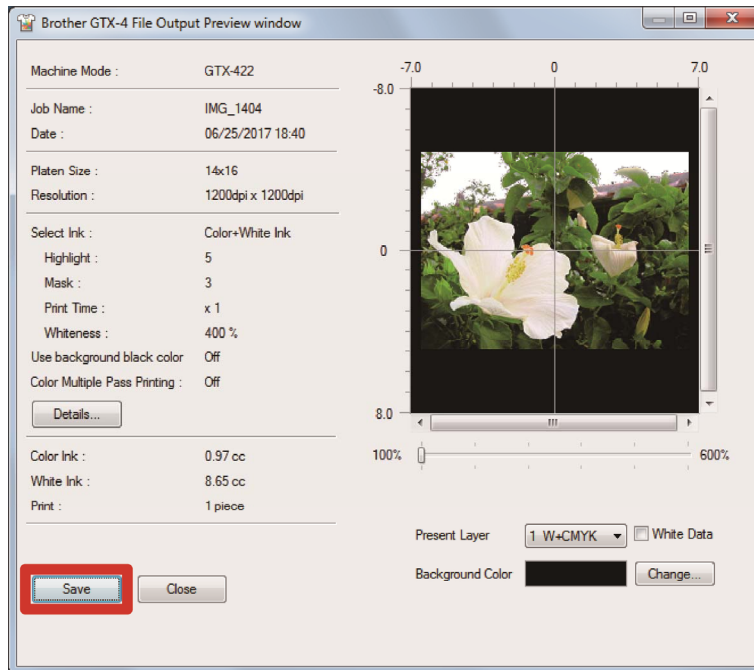 Brother GTX-4 File Output Preview window
Machine Mode : GTX-422
Job Name : IMG_1404
Date : 06/25/2017 18:40
Platen Size : 14x16
Resolution : 1200dpi x 1200dpi
Select Ink : Color+White Ink
Highlight : 5
Mask : 3
Print Time : x 1
Whiteness : 400 %
Use background black color Off
Color Multiple Pass Printing : Off
Details...
Color Ink : 0.97 cc
White Ink : 8.65 cc
Print : 1 piece
Save Close
-7.0 0 7.0
-8.0
0
8.0
100% 600%
Present Layer 1 W+CMYK White Data
Background Color Change...